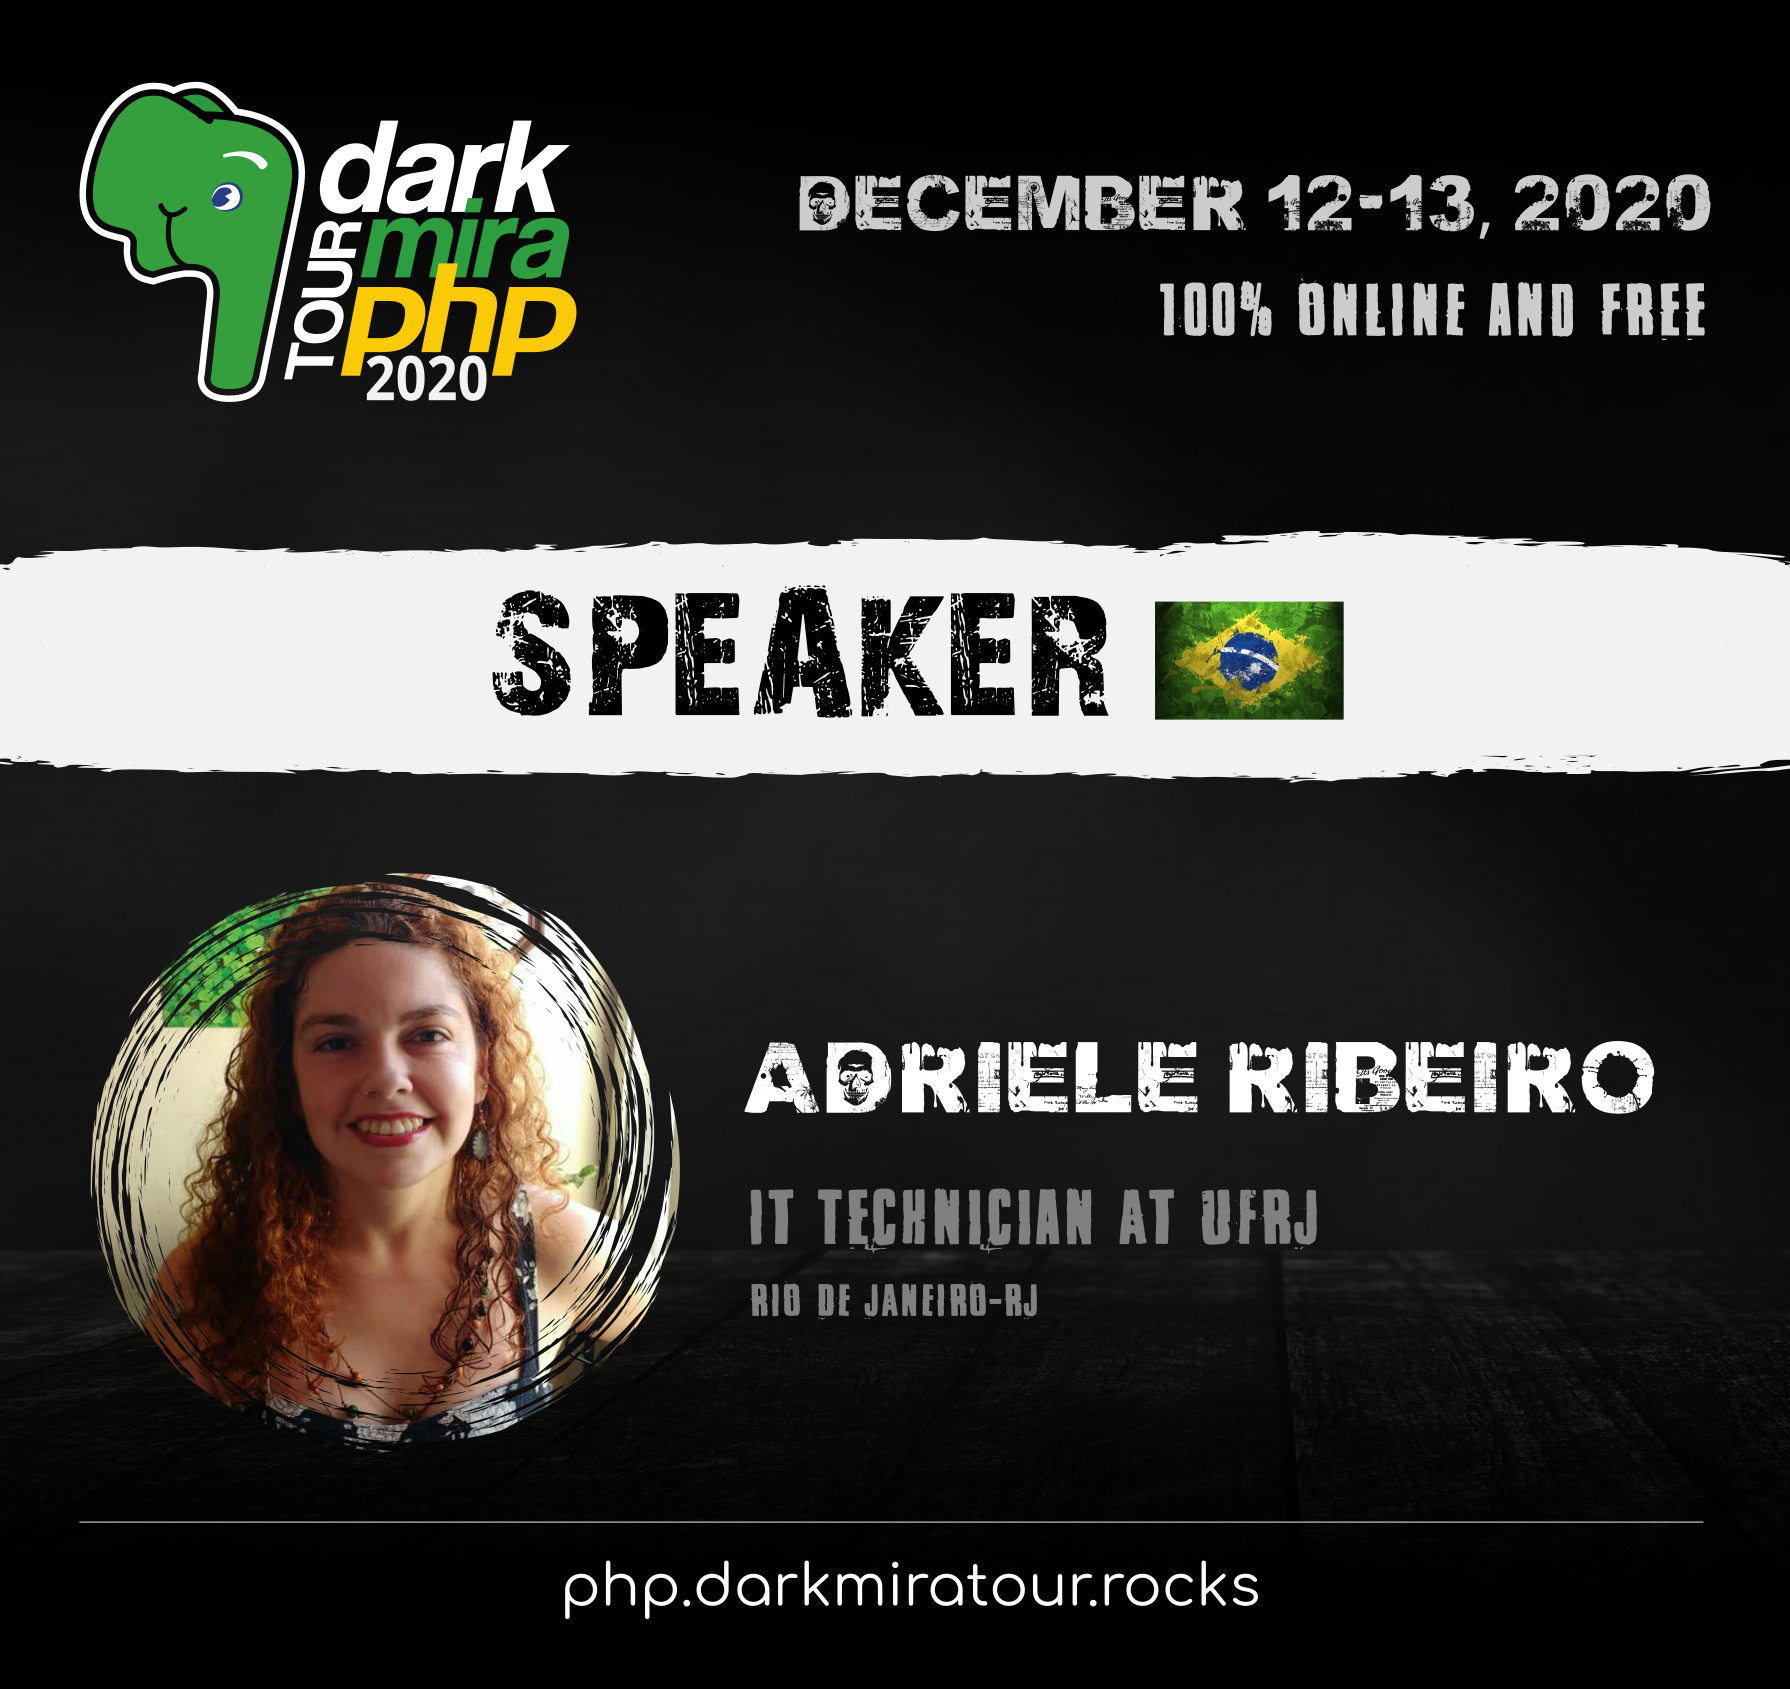 dark
mira
TOUR
php
2020
DECEMBER 12-13, 2020
100% ONLINE AND FREE
SPEAKER
ADRIELE RIBEIRO
IT TECHNICIAN AT UFRJ
RIO DE JANEIRO-RJ
php.darkmiratour.rocks